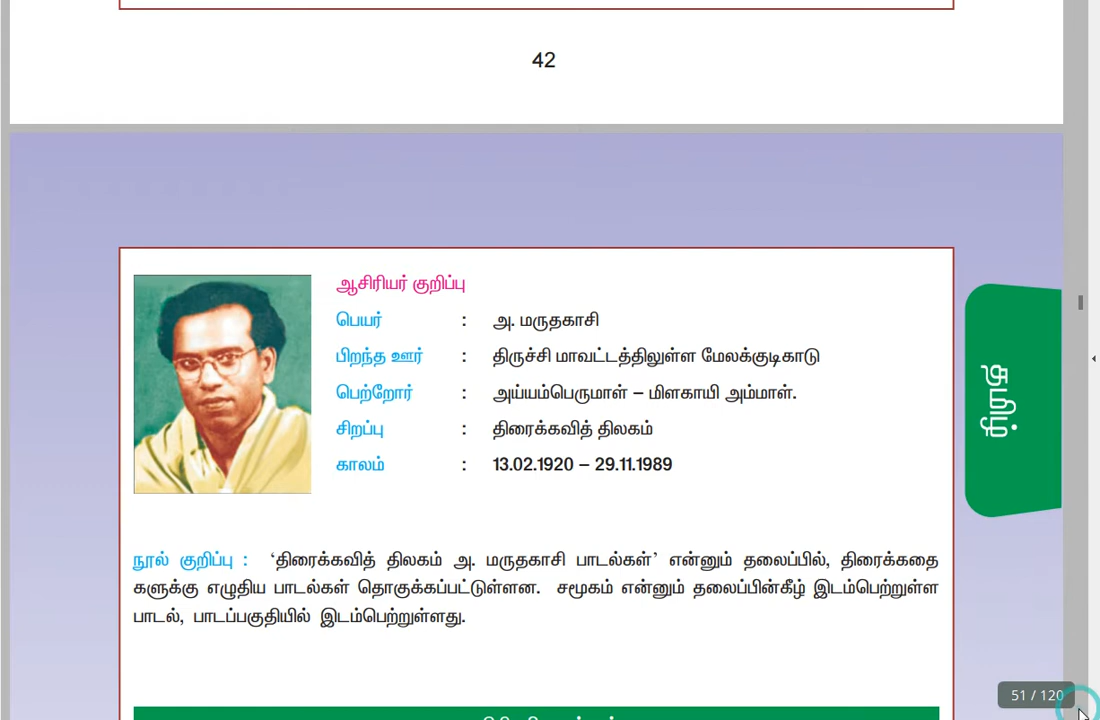 42
ஆசிரியர் குறிப்பு
பெயர் : அ. மருதகாசி
பிறந்த ஊர் : திருச்சி மாவட்டத்திலுள்ள மேலக்குடிகாடு
பெற்றோர் : அய்யம்பெருமாள் – மிளகாயி அம்மாள்.
சிறப்பு : திரைக்கவித் திலகம்
காலம் : 13.02.1920 – 29.11.1989
தமிழ்
நூல் குறிப்பு : ‘திரைக்கவித் திலகம் அ. மருதகாசி பாடல்கள்’ என்னும் தலைப்பில், திரைக்கதை
களுக்கு எழுதிய பாடல்கள் தொகுக்கப்பட்டுள்ளன. சமூகம் என்னும் தலைப்பின்கீழ் இடம்பெற்றுள்ள
பாடல், பாடப்பகுதியில் இடம்பெற்றுள்ளது.
51 / 120